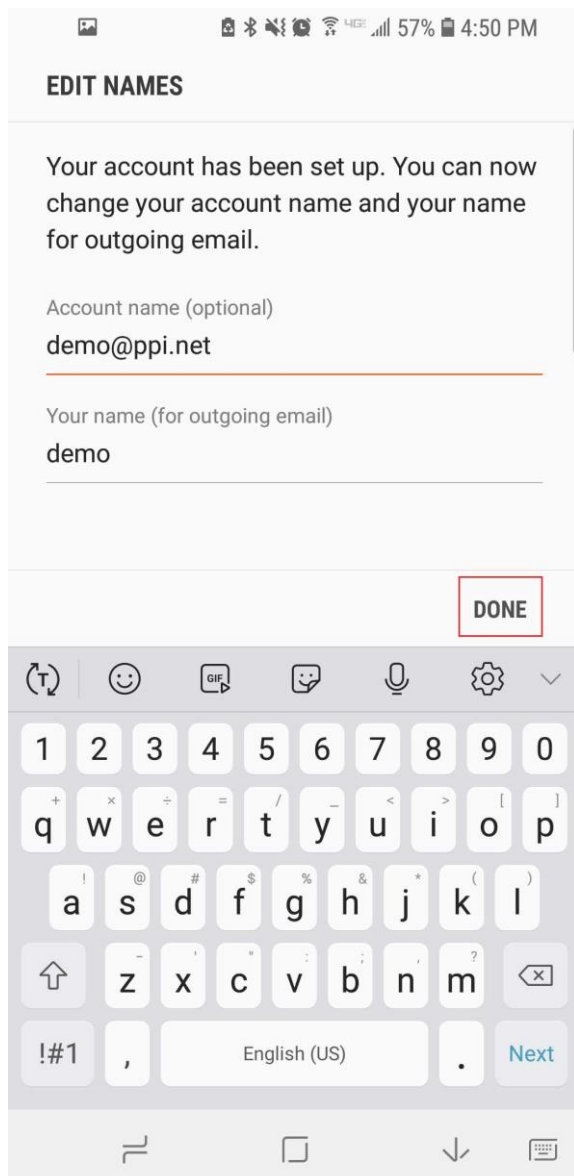 4GE 57% 4:50 PM
EDIT NAMES
Your account has been set up. You can now
change your account name and your name
for outgoing email.
Account name (optional)
demo@ppi.net
Your name (for outgoing email)
demo
DONE
T GIF
1 2 3 4 5 6 7 8 9 0
+ × ÷ = / _ < > [ ]
q w e r t y u i o p
! @ # $ % & * ( )
a s d f g h j k l
- ' " : ; , ?
z x c v b n m
!#1 , English (US) . Next